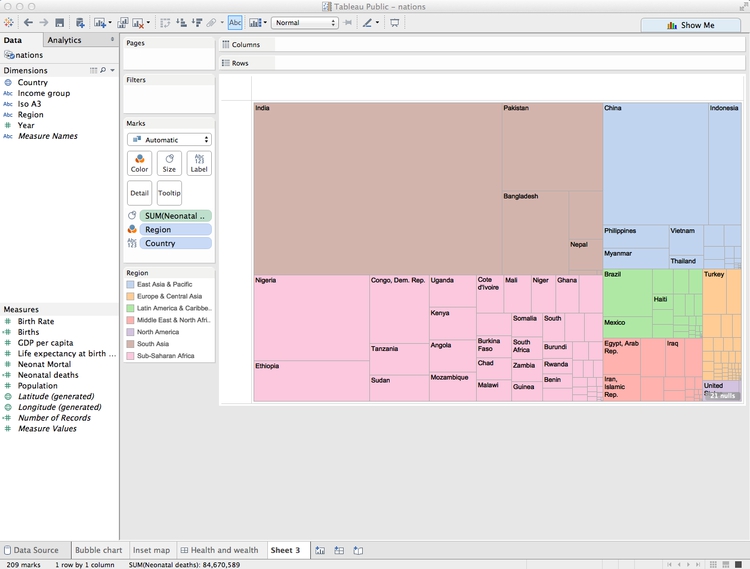 Tableau Public - nations
Abc
Normal
Show Me
Data
Analytics
nations
Dimensions
Country
Abc Income group
Abc Iso A3
Abc Region
Year
Abc Measure Names
Measures
Birth Rate
Births
GDP per capita
Life expectancy at birth ...
Neonat Mortal
Neonatal deaths
Population
Latitude (generated)
Longitude (generated)
Number of Records
Measure Values
Pages
Filters
Marks
Automatic
Color
Size
Label
Detail
Tooltip
SUM(Neonatal ..
Region
Country
Region
East Asia & Pacific
Europe & Central Asia
Latin America & Caribbe..
Middle East & North Afri..
North America
South Asia
Sub-Saharan Africa
Columns
Rows
India
Pakistan
Bangladesh
Nepal
China
Indonesia
Philippines
Vietnam
Myanmar
Thailand
Brazil
Haiti
Mexico
Turkey
Nigeria
Ethiopia
Congo, Dem. Rep.
Tanzania
Sudan
Uganda
Kenya
Angola
Mozambique
Cote
d'Ivoire
Burkina
Faso
Chad
Malawi
Mali
Niger
Ghana
Somalia
South
South
Africa
Zambia
Guinea
Burundi
Rwanda
Benin
Egypt, Arab
Rep.
Iraq
Iran,
Islamic
Rep.
United
21 nulls
Data Source
Bubble chart
Inset map
Health and wealth
Sheet 3
209 marks
1 row by 1 column
SUM(Neonatal deaths): 84,670,589